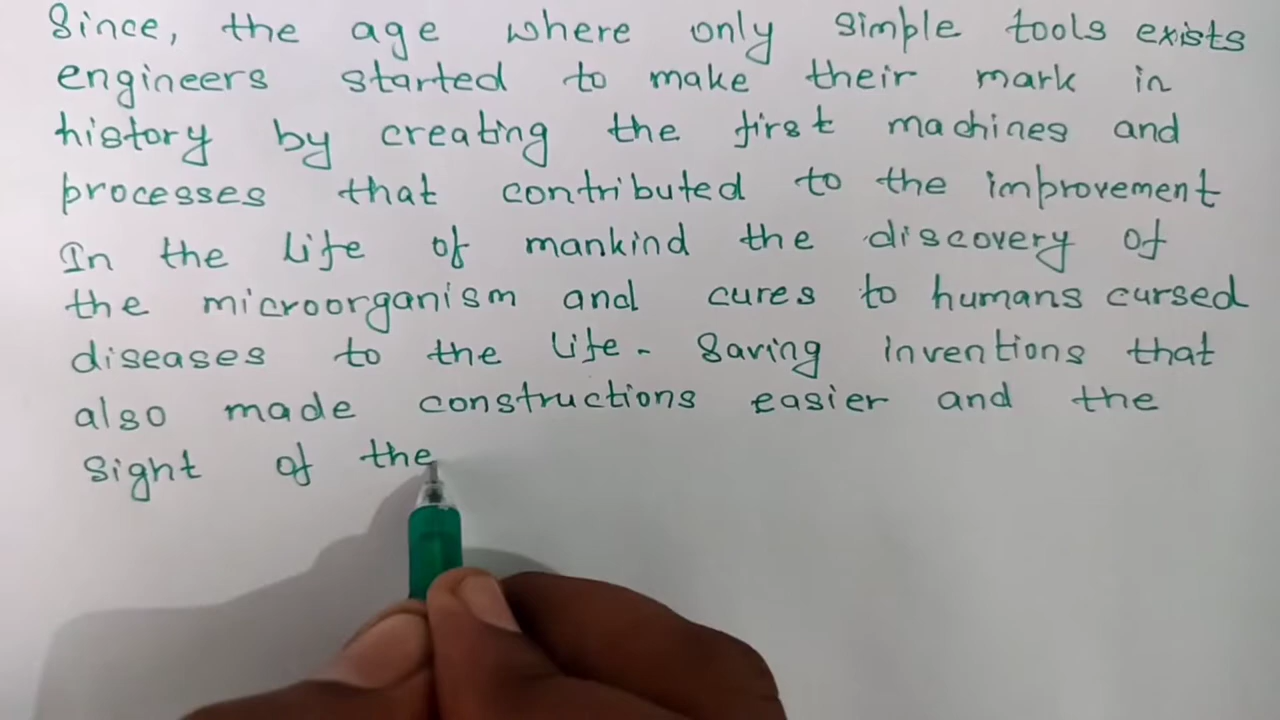 Since, the age where only simple tools exists
engineers started to make their mark in
history by creating the first machines and
processes that contributed to the improvement
In the life of mankind the discovery of
the microorganism and cures to humans cursed
diseases to the life - Saving inventions that
also made constructions easier and the
sight of the